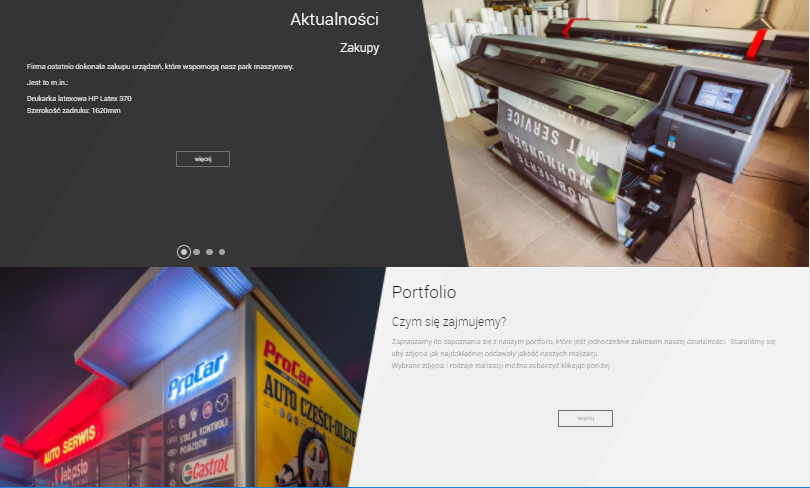 Aktualności
Zakupy
Firma ostatnio dokonała zakupu urządzeń, które wspomogą nasz park maszynowy.
Jest to m.in.:
Drukarka latexowa HP Latex 370
Szerokość zadruku: 1620mm
więcej
MIT SERVICE
WOHNUNGEN
MÖBLIERTE
ProCar
AUTO SERWIS
STACJA KONTROLI
POJAZDÓW
Castrol
ProCar
AUTO CZĘŚCI-OLEJE
Portfolio
Czym się zajmujemy?
Zapraszamy do zapoznania się z naszym portfolio, które jest jednocześnie zakresem naszej działalności. Staraliśmy się
aby zdjęcia jak najdokładniej oddawały jakość naszych realizacji.
Wybrane zdjęcia i rodzaje realizacji można zobaczyć klikając poniżej.
więcej